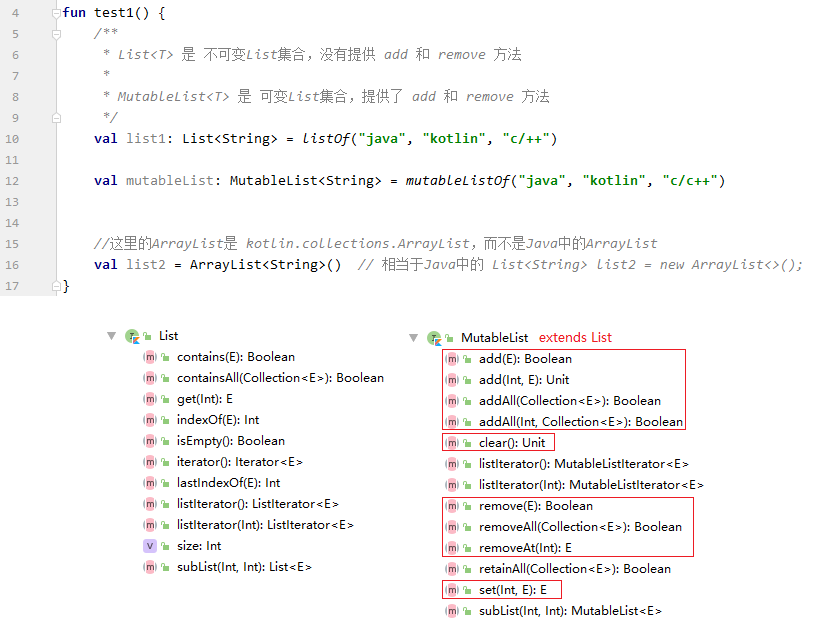 4 fun test1() {
5 /**
6 * List<T> 是 不可变List集合，没有提供 add 和 remove 方法
7 *
8 * MutableList<T> 是 可变List集合，提供了 add 和 remove 方法
9 */
10 val list1: List<String> = listOf("java", "kotlin", "c/++")
11
12 val mutableList: MutableList<String> = mutableListOf("java", "kotlin", "c/c++")
13
14
15 //这里的ArrayList是 kotlin.collections.ArrayList，而不是Java中的ArrayList
16 val list2 = ArrayList<String>() // 相当于Java中的 List<String> list2 = new ArrayList<>();
17 }
List
contains(E): Boolean
containsAll(Collection<E>): Boolean
get(Int): E
indexOf(E): Int
isEmpty(): Boolean
iterator(): Iterator<E>
lastIndexOf(E): Int
listIterator(): ListIterator<E>
listIterator(Int): ListIterator<E>
size: Int
subList(Int, Int): List<E>
MutableList extends List
add(E): Boolean
add(Int, E): Unit
addAll(Collection<E>): Boolean
addAll(Int, Collection<E>): Boolean
clear(): Unit
listIterator(): MutableListIterator<E>
listIterator(Int): MutableListIterator<E>
remove(E): Boolean
removeAll(Collection<E>): Boolean
removeAt(Int): E
retainAll(Collection<E>): Boolean
set(Int, E): E
subList(Int, Int): MutableList<E>